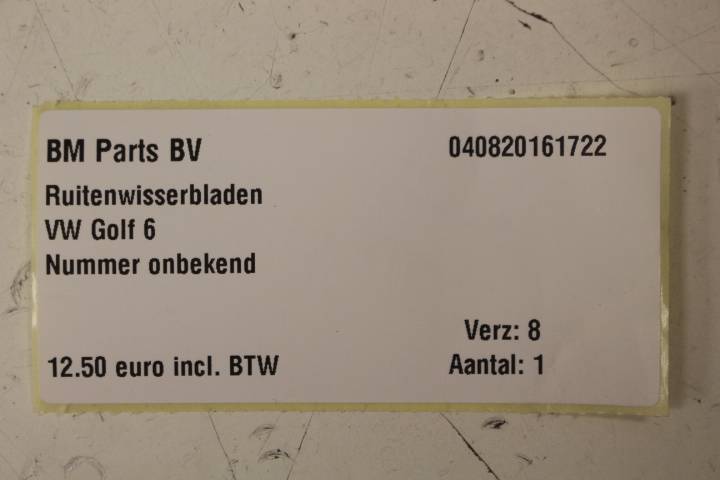 BM Parts BV 040820161722
Ruitenwisserbladen
VW Golf 6
Nummer onbekend
Verz: 8
12.50 euro incl. BTW Aantal: 1